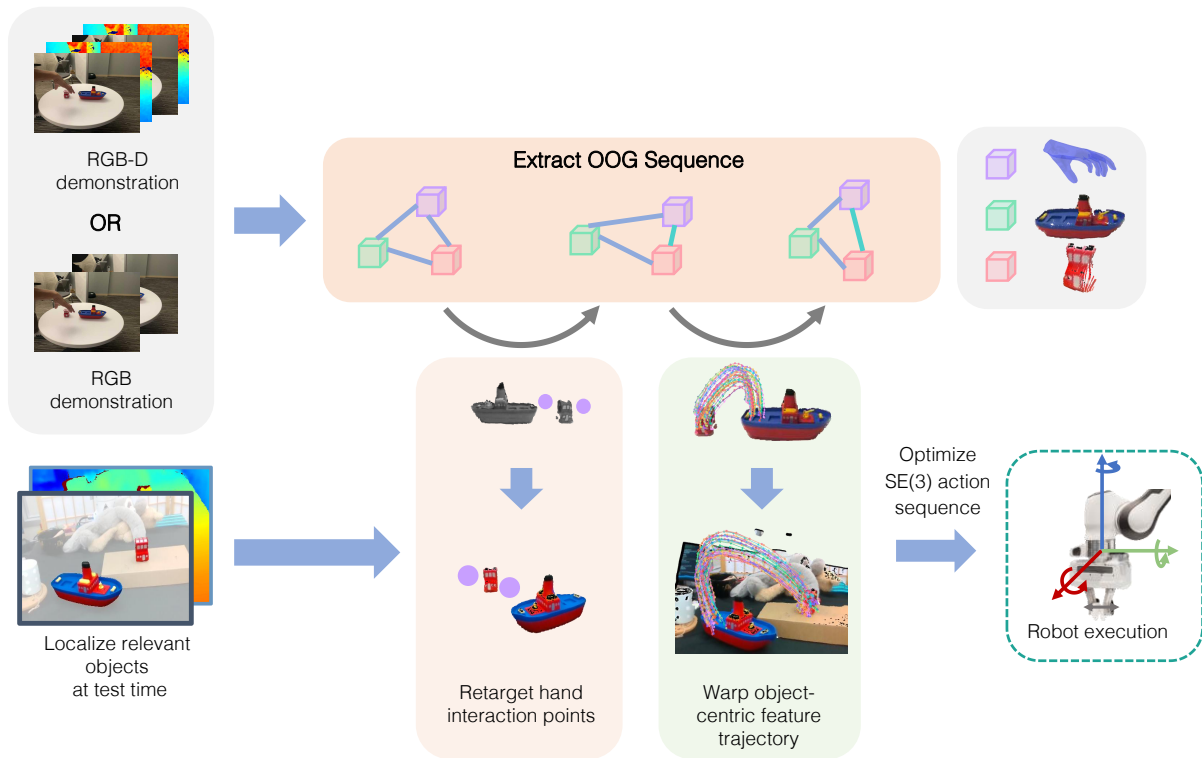 RGB-D
demonstration
OR
RGB
demonstration
Extract OOG Sequence
Localize relevant
objects
at test time
Retarget hand
interaction points
Warp object-
centric feature
trajectory
Optimize
SE(3) action
sequence
Robot execution